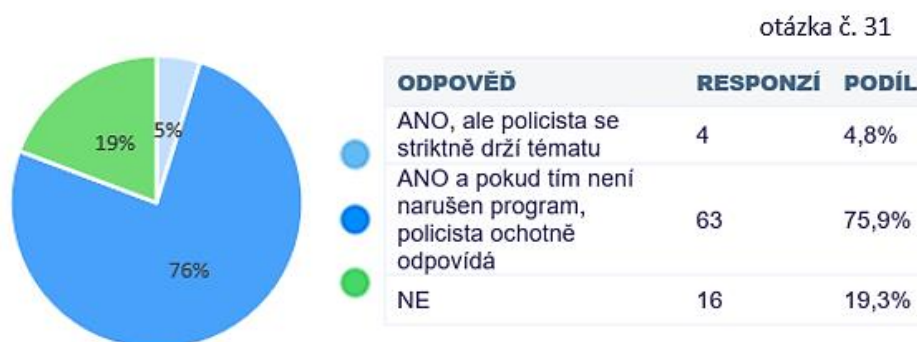 otázka č. 31
5%
19%
76%
ODPOVĚĎ RESPONZÍ PODÍL
ANO, ale policista se
striktně drží tématu 4 4,8%
ANO a pokud tím není
narušen program,
policista ochotně 63 75,9%
odpovídá
NE 16 19,3%